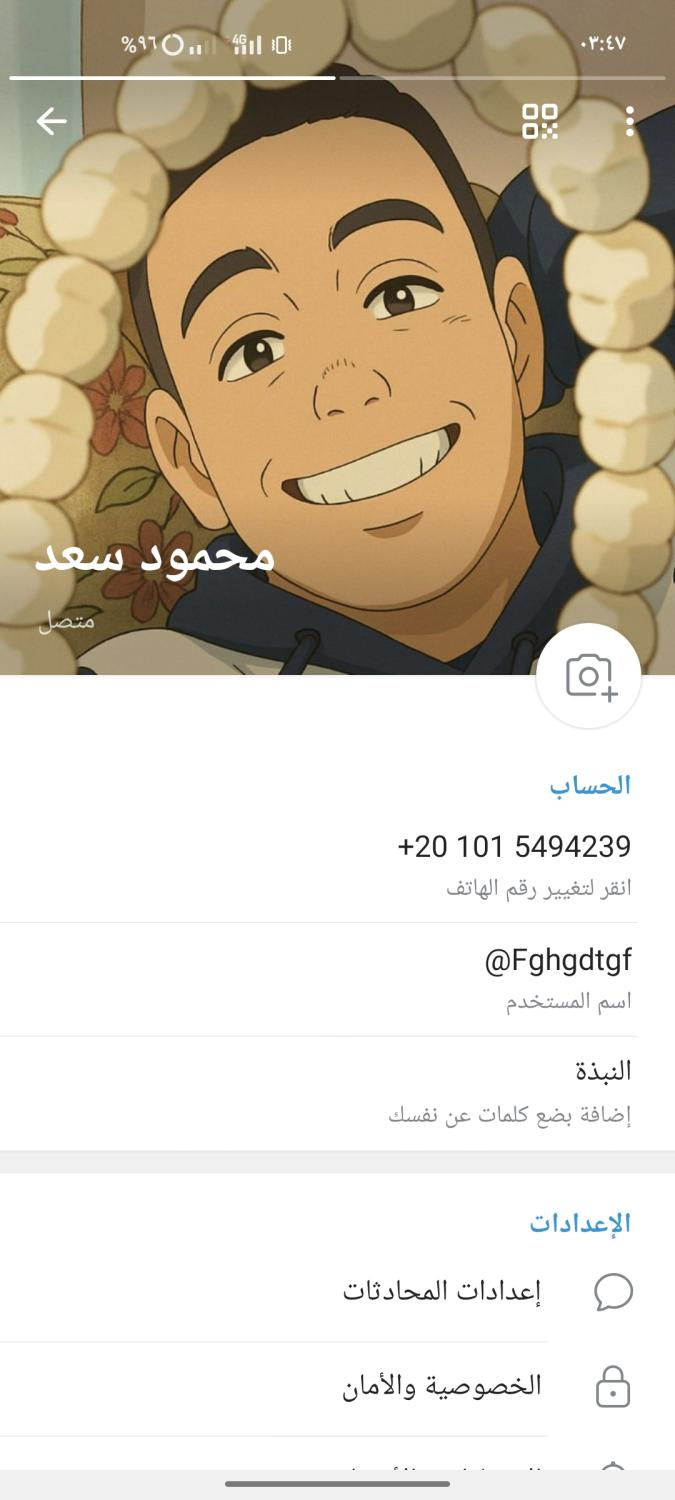 ٠٣:٤٧
4G
%٩٦
محمود سعد
متصل
الحساب
+20 101 5494239
انقر لتغيير رقم الهاتف
@Fghgdtgf
اسم المستخدم
النبذة
إضافة بضع كلمات عن نفسك
الإعدادات
إعدادات المحادثات
الخصوصية والأمان